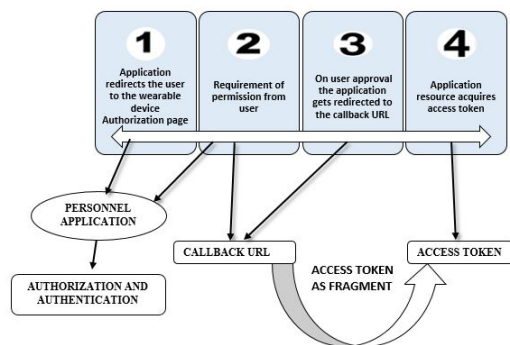 1
Application
redirects the user
to the wearable
device
Authorization page
2
Requirement of
permission from
user
3
On user approval
the application
gets redirected to
the callback URL
4
Application
resource acquires
access token
PERSONNEL
APPLICATION
AUTHORIZATION AND
AUTHENTICATION
CALLBACK URL
ACCESS TOKEN
AS FRAGMENT
ACCESS TOKEN